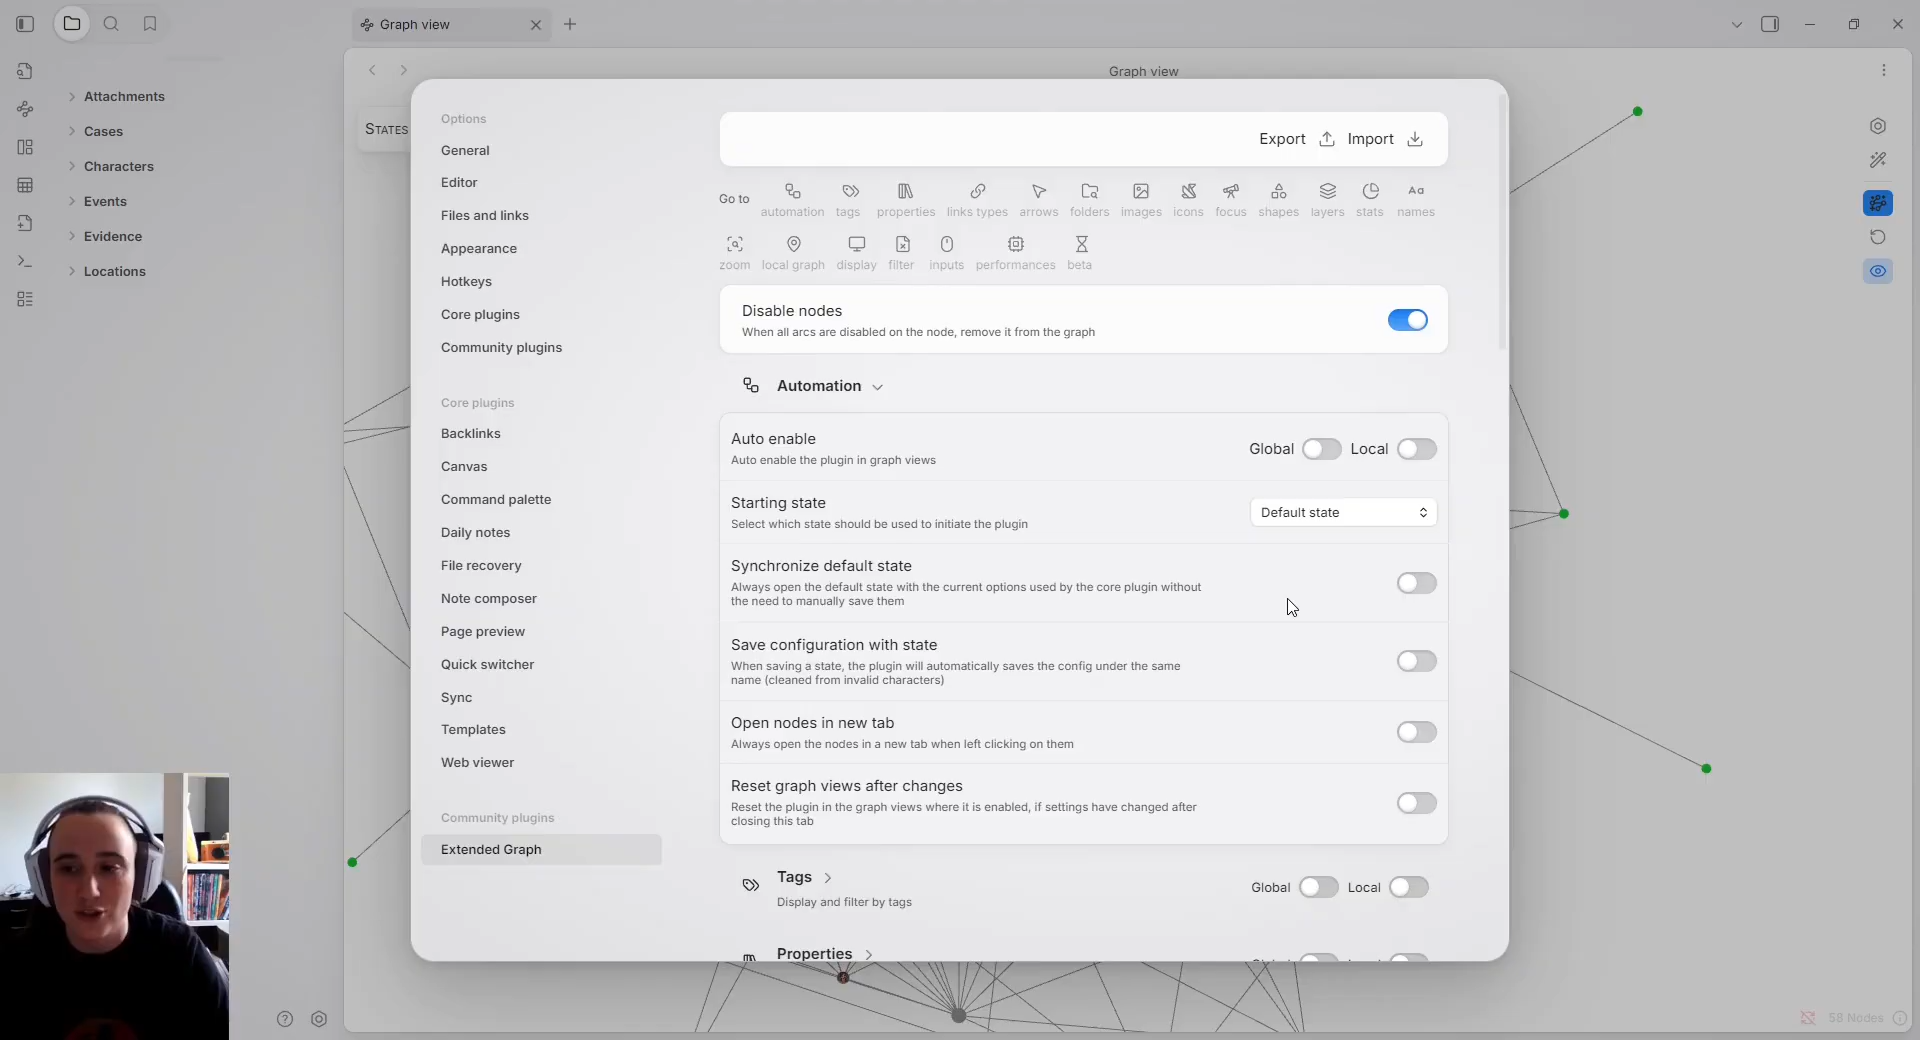 Graph view
Graph view
Attachments
Cases
Characters
Events
Evidence
Locations
STATES
Options
General
Editor
Files and links
Appearance
Hotkeys
Core plugins
Community plugins
Core plugins
Backlinks
Canvas
Command palette
Daily notes
File recovery
Note composer
Page preview
Quick switcher
Sync
Templates
Web viewer
Community plugins
Extended Graph
Export Import
Go to automation tags properties links types arrows folders images icons focus shapes layers stats names
Aa
zoom local graph display filter inputs performances beta
Disable nodes
When all arcs are disabled on the node, remove it from the graph
Automation
Auto enable
Auto enable the plugin in graph views
Global Local
Starting state
Select which state should be used to initiate the plugin
Default state
Synchronize default state
Always open the default state with the current options used by the core plugin without
the need to manually save them
Save configuration with state
When saving a state, the plugin will automatically saves the config under the same
name (cleaned from invalid characters)
Open nodes in new tab
Always open the nodes in a new tab when left clicking on them
Reset graph views after changes
Reset the plugin in the graph views where it is enabled, if settings have changed after
closing this tab
Tags
Display and filter by tags
Global Local
Properties
58 Nodes